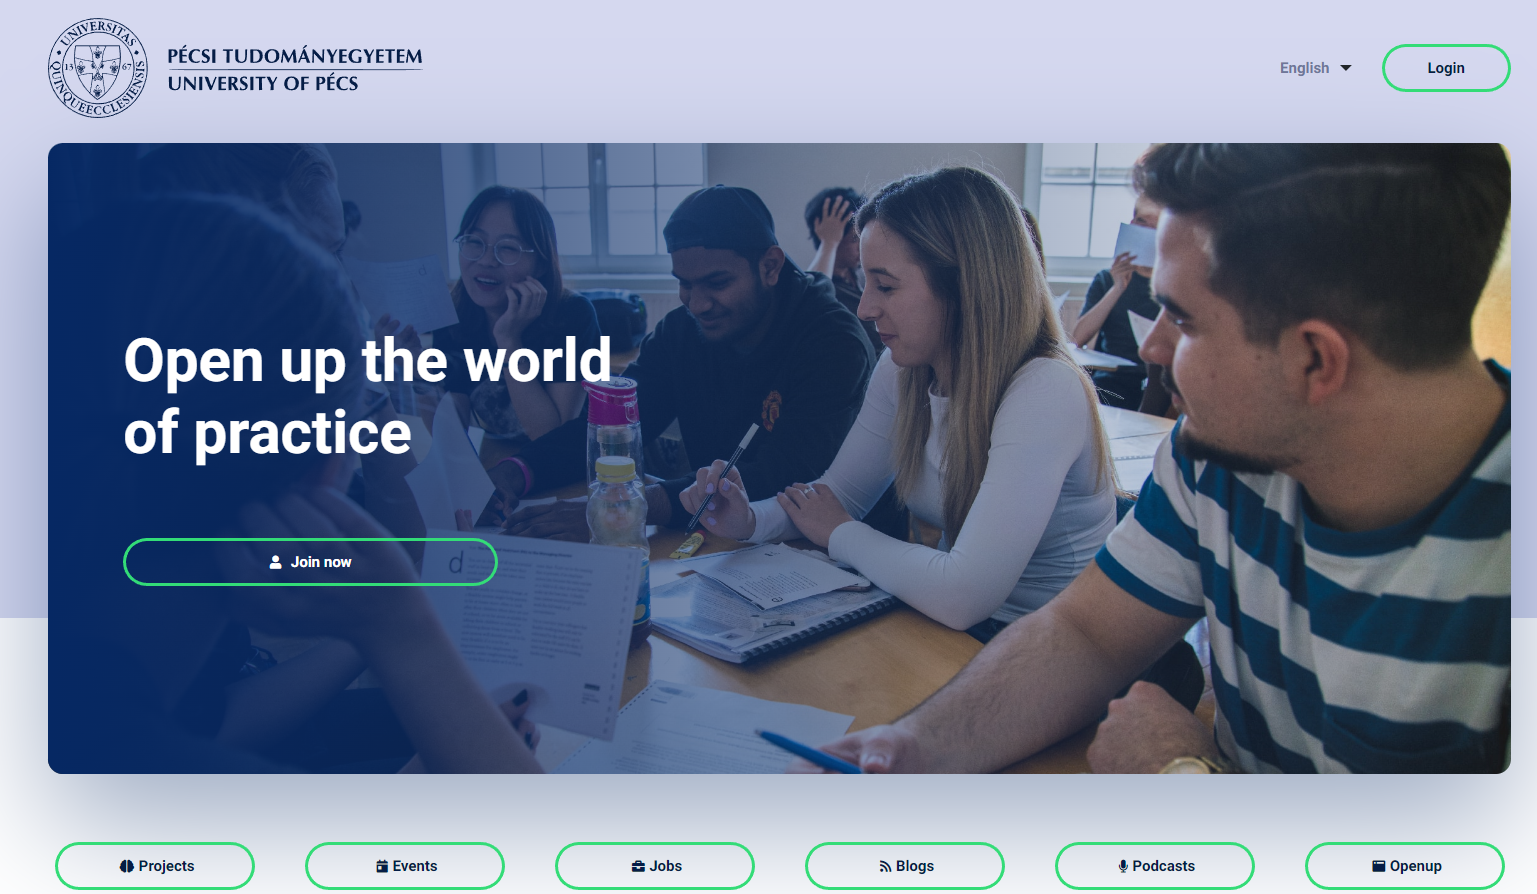 UNIVERSITAS
QUINQUEECCLESIENSIS
13 67
PÉCSI TUDOMÁNYEGYETEM
UNIVERSITY OF PÉCS
English
Login
Open up the world
of practice
Join now
d
Projects
Events
Jobs
Blogs
Podcasts
Openup